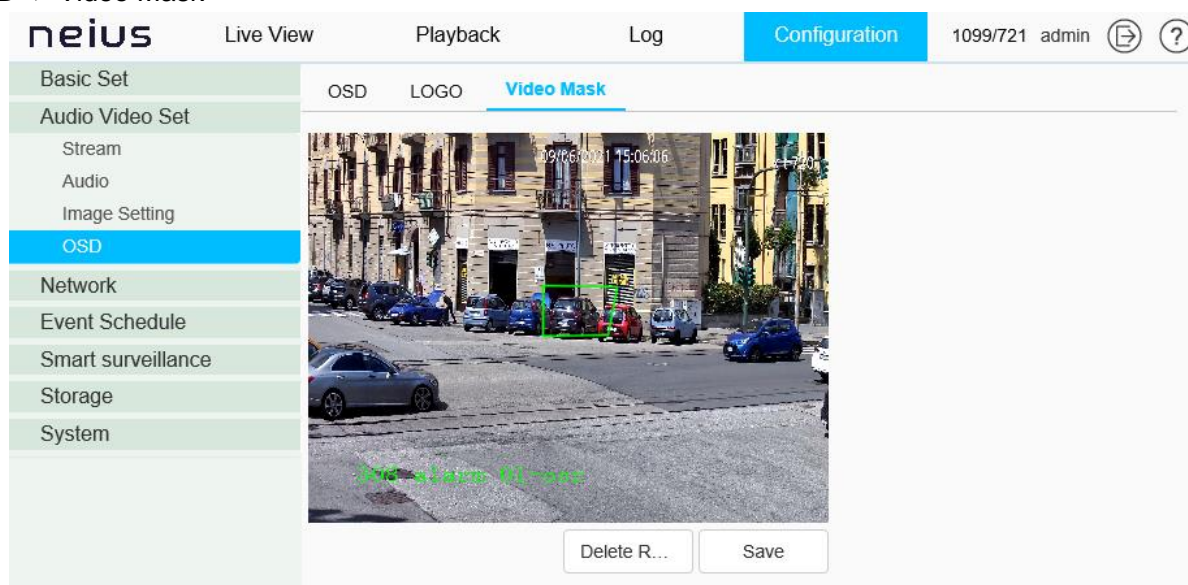 neius Live View Playback Log Configuration 1099/721 admin ?
Basic Set
Audio Video Set
Stream
Audio
Image Setting
OSD
Network
Event Schedule
Smart surveillance
Storage
System
OSD LOGO Video Mask
09/06/2021 15:06:06
Delete R... Save